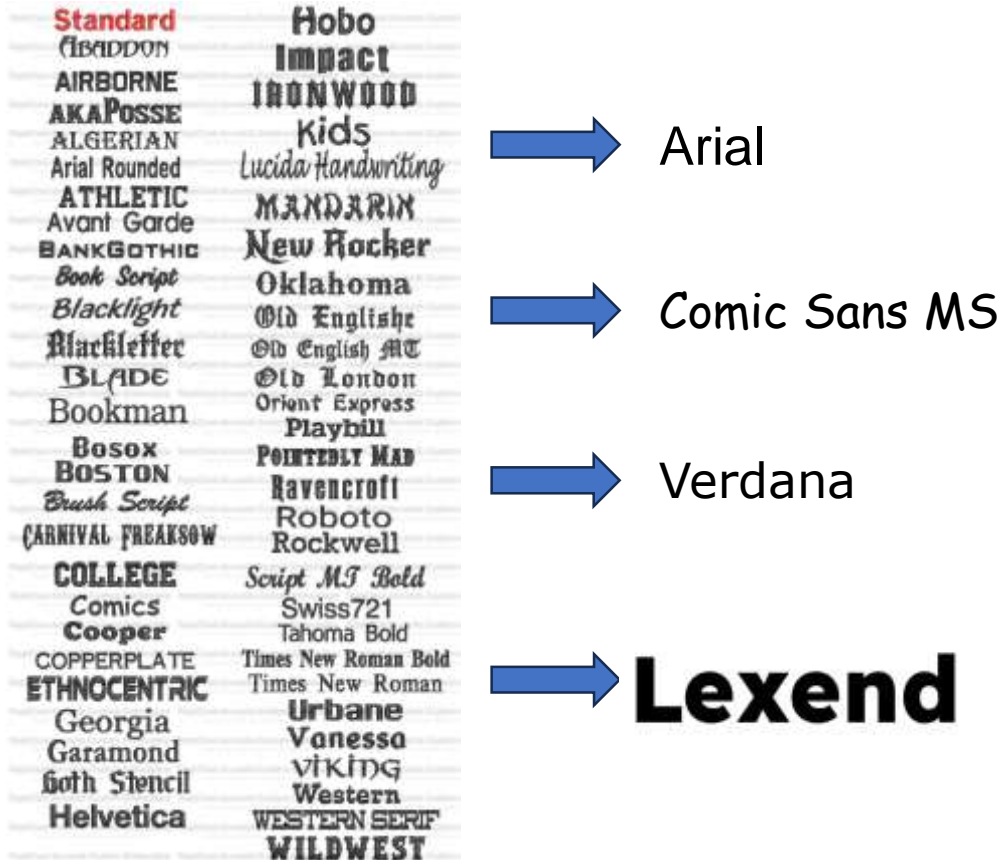 Standard
ABADDON
AIRBORNE
AKAPOSSE
ALGERIAN
Arial Rounded
ATHLETIC
Avant Garde
BANKGOTHIC
Book Script
Blacklight
Blackletter
BLADE
Bookman
Bosox
BOSTON
Brush Script
CARNIVAL FREAKSOW
COLLEGE
Comics
Cooper
COPPERPLATE
ETHNOCENTRIC
Georgia
Garamond
Goth Stencil
Helvetica
Hobo
Impact
IRONWOOD
Kids
Lucida Handwriting
MANDARIN
New Rocker
Oklahoma
Old Englishe
Old English MT
Old London
Orient Express
Playbill
POINTEDLY MAD
Ravencroft
Roboto
Rockwell
Script MT Bold
Swiss721
Tahoma Bold
Times New Roman Bold
Times New Roman
Urbane
Vanessa
VIKING
Western
WESTERN SERIF
WILDWEST
Arial
Comic Sans MS
Verdana
Lexend